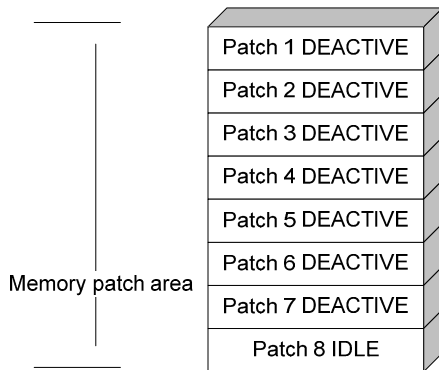 Patch 1 DEACTIVE
Patch 2 DEACTIVE
Patch 3 DEACTIVE
Patch 4 DEACTIVE
Patch 5 DEACTIVE
Patch 6 DEACTIVE
Memory patch area
Patch 7 DEACTIVE
Patch 8 IDLE